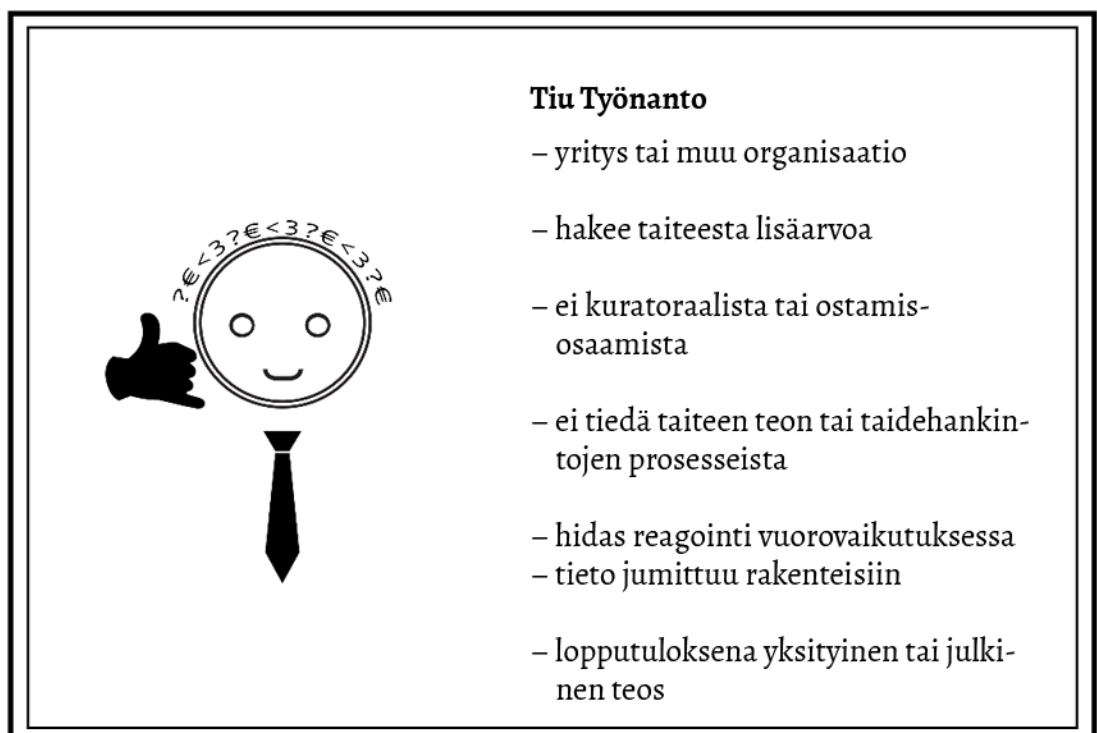 ?€<3?€<3?€<3?€
Tiu Työnanto
– yritys tai muu organisaatio
– hakee taiteesta lisäarvoa
– ei kuratoraalista tai ostamis-
osaamista
– ei tiedä taiteen teon tai taidehankin-
tojen prosesseista
– hidas reagointi vuorovaikutuksessa
– tieto jumittuu rakenteisiin
– lopputuloksena yksityinen tai julki-
nen teos